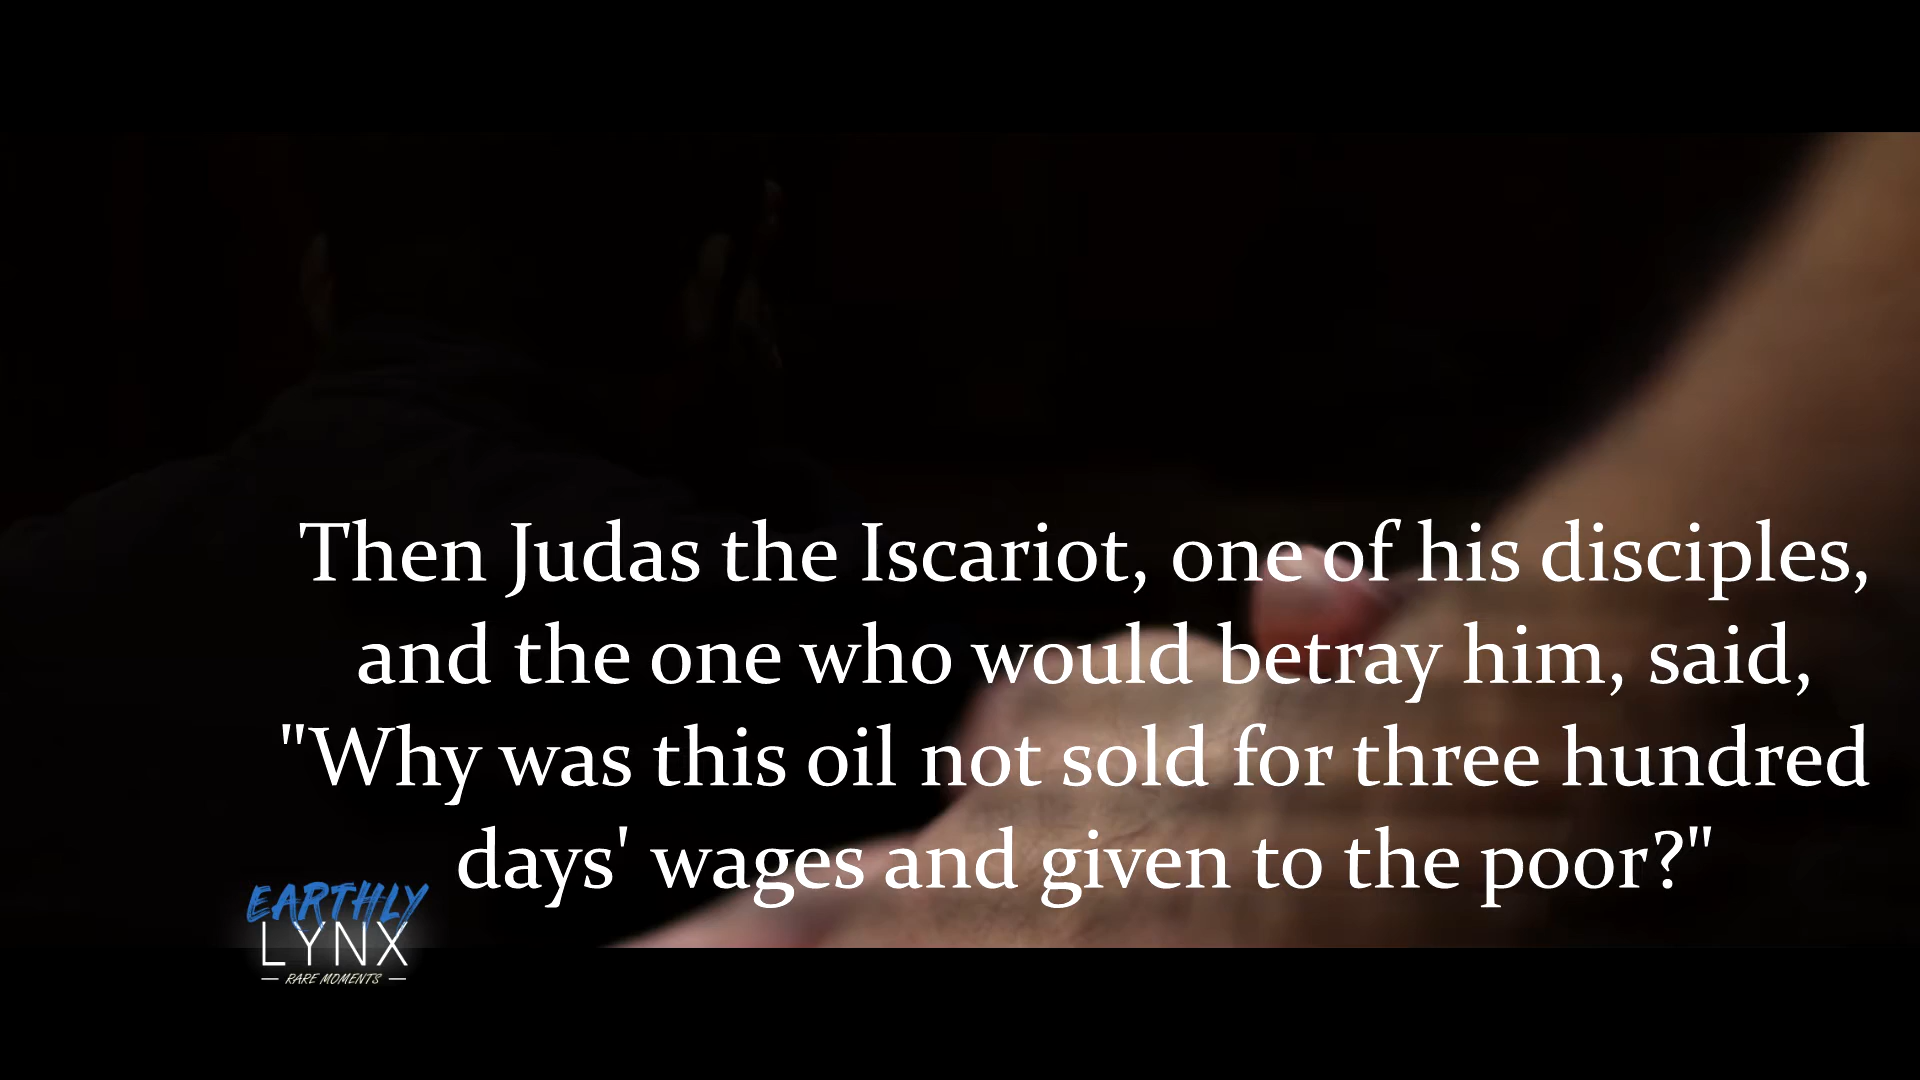 Then Judas the Iscariot, one of his disciples,
and the one who would betray him, said,
"Why was this oil not sold for three hundred
days' wages and given to the poor?"
EARTHLY
LYNX
— RARE MOMENTS —